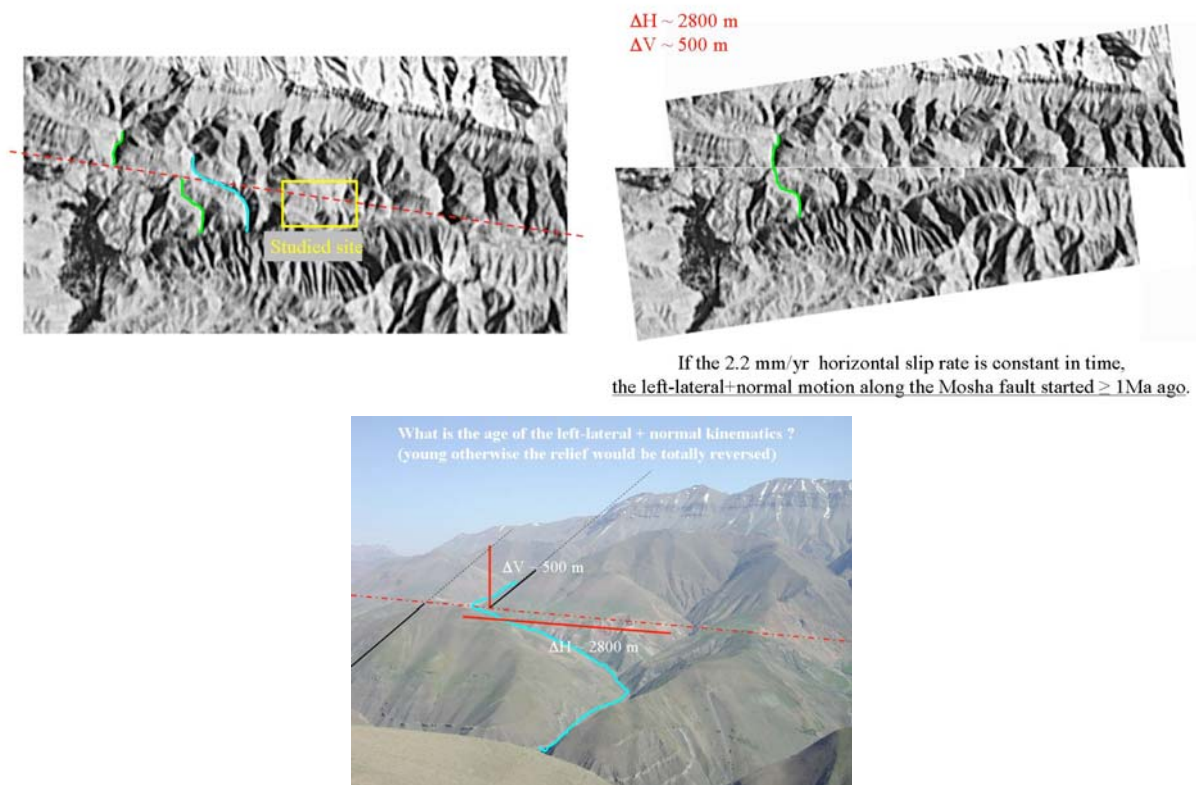 Studied site
ΔH ~ 2800 m
ΔV ~ 500 m
If the 2.2 mm/yr horizontal slip rate is constant in time,
the left-lateral+normal motion along the Mosha fault started ≥ 1Ma ago.
What is the age of the left-lateral + normal kinematics ?
(young otherwise the relief would be totally reversed)
ΔV ~ 500 m
ΔH ~ 2800 m